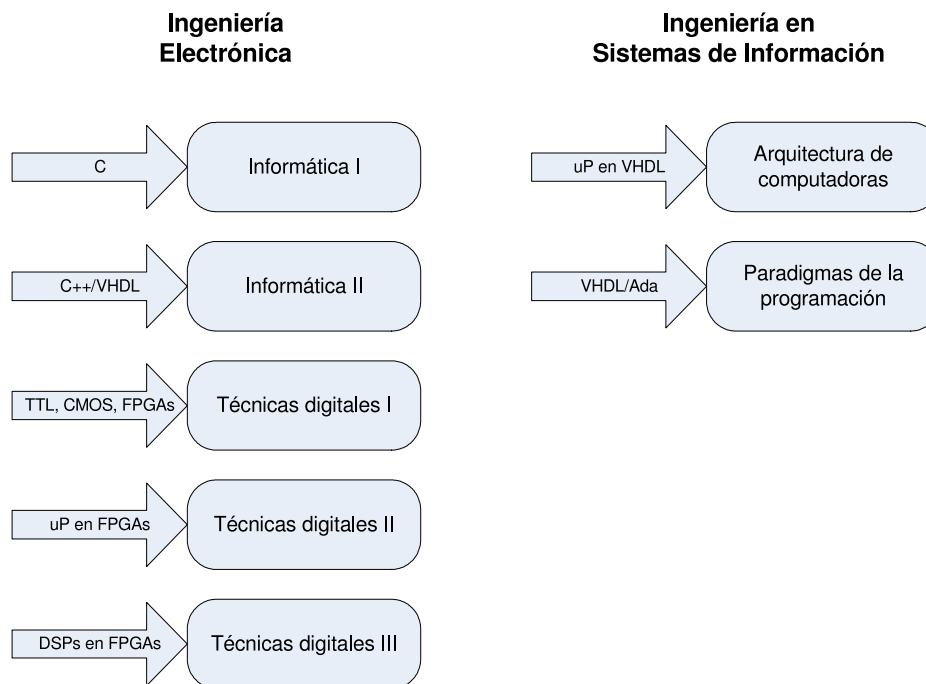 Ingeniería
Electrónica
C
Informática I
C++/VHDL
Informática II
TTL, CMOS, FPGAs
Técnicas digitales I
uP en FPGAs
Técnicas digitales II
DSPs en FPGAs
Técnicas digitales III
Ingeniería en
Sistemas de Información
uP en VHDL
Arquitectura de
computadoras
VHDL/Ada
Paradigmas de la
programación